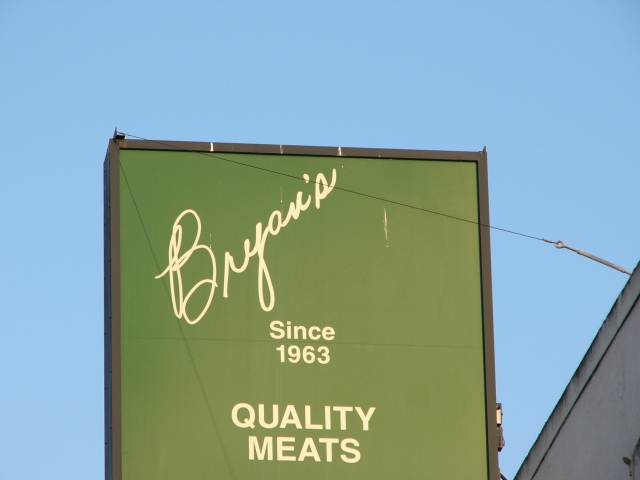 Bryan's
Since
1963
QUALITY
MEATS